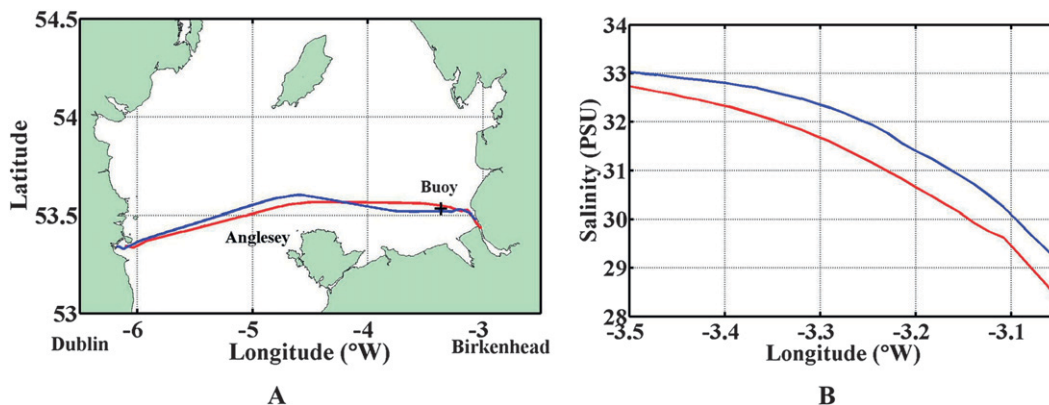 54.5
54
53.5
53
Latitude
Buoy
Anglesey
-6
-5
-4
-3
Dublin
Longitude (°W)
Birkenhead
A
34
33
32
31
30
29
28
Salinity (PSU)
-3.5
-3.4
-3.3
-3.2
-3.1
Longitude (°W)
B